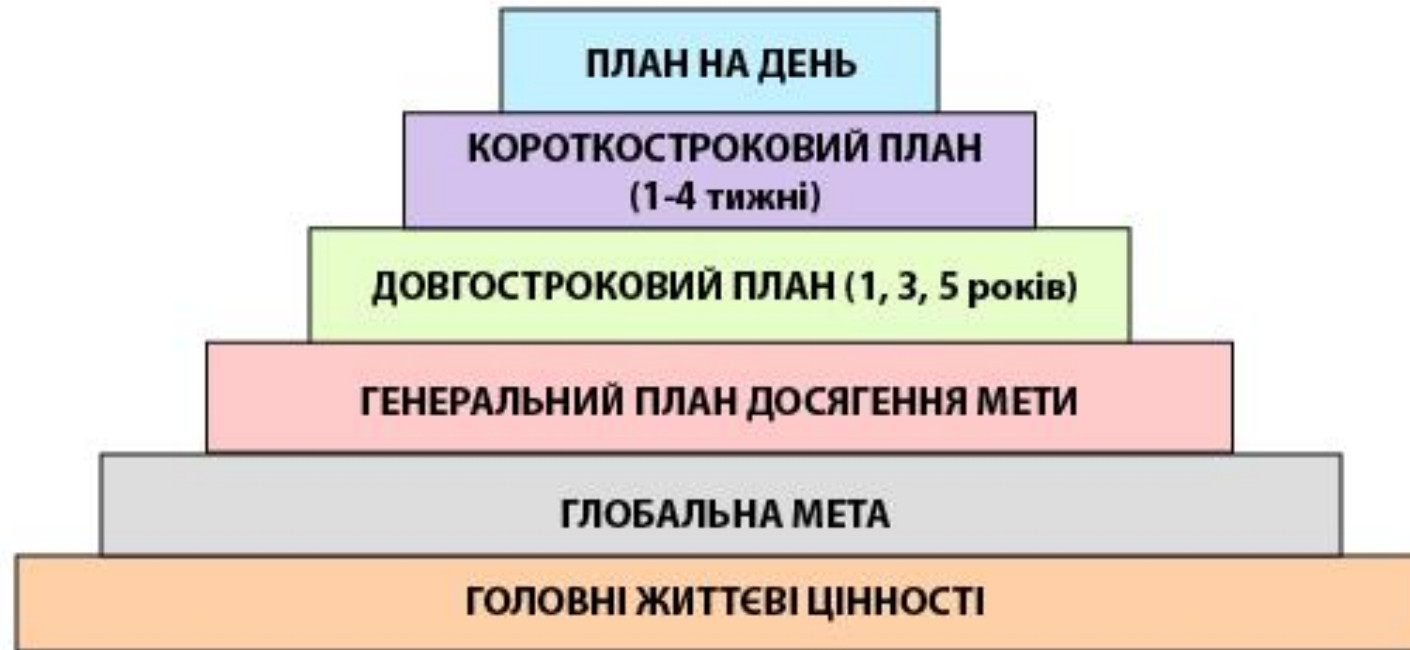 ПЛАН НА ДЕНЬ
КОРОТКОСТРОКОВИЙ ПЛАН
(1-4 тижні)
ДОВГОСТРОКОВИЙ ПЛАН (1, 3, 5 років)
ГЕНЕРАЛЬНИЙ ПЛАН ДОСЯГЕННЯ МЕТИ
ГЛОБАЛЬНА МЕТА
ГОЛОВНІ ЖИТТЄВІ ЦІННОСТІ